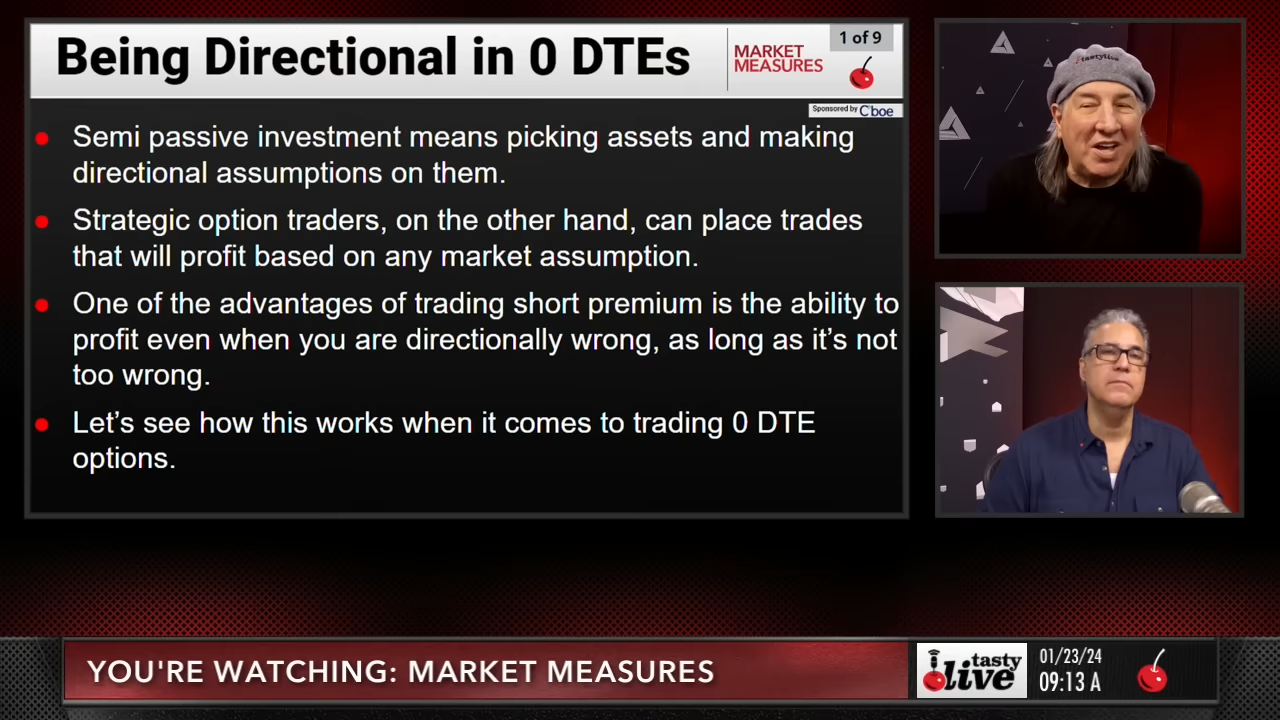 Being Directional in 0 DTEs
MARKET
MEASURES
1 of 9
Sponsored by Cboe
Semi passive investment means picking assets and making
directional assumptions on them.
Strategic option traders, on the other hand, can place trades
that will profit based on any market assumption.
One of the advantages of trading short premium is the ability to
profit even when you are directionally wrong, as long as it's not
too wrong.
Let's see how this works when it comes to trading 0 DTE
options.
tastylive
YOU'RE WATCHING: MARKET MEASURES
tasty
live
01/23/24
09:13 A